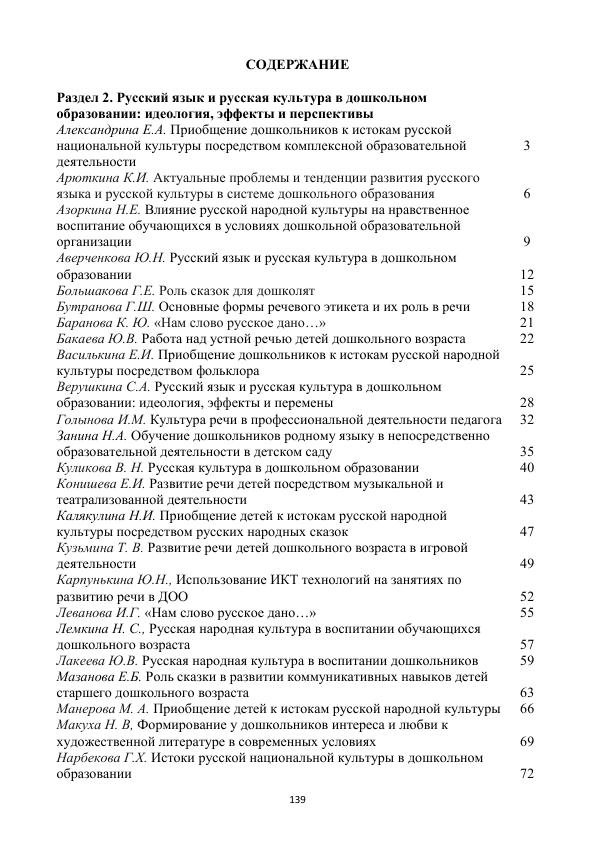 СОДЕРЖАНИЕ
Раздел 2. Русский язык и русская культура в дошкольном
образовании: идеология, эффекты и перспективы
Александрина Е.А. Приобщение дошкольников к истокам русской
национальной культуры посредством комплексной образовательной 3
деятельности
Арюткина К.И. Актуальные проблемы и тенденции развития русского
языка и русской культуры в системе дошкольного образования 6
Азоркина Н.Е. Влияние русской народной культуры на нравственное
воспитание обучающихся в условиях дошкольной образовательной
организации 9
Аверченкова Ю.Н. Русский язык и русская культура в дошкольном
образовании 12
Большакова Г.Е. Роль сказок для дошколят 15
Бутранова Г.Ш. Основные формы речевого этикета и их роль в речи 18
Баранова К. Ю. «Нам слово русское дано…» 21
Бакаева Ю.В. Работа над устной речью детей дошкольного возраста 22
Василькина Е.И. Приобщение дошкольников к истокам русской народной
культуры посредством фольклора 25
Верушкина С.А. Русский язык и русская культура в дошкольном
образовании: идеология, эффекты и перемены 28
Голынова И.М. Культура речи в профессиональной деятельности педагога 32
Занина Н.А. Обучение дошкольников родному языку в непосредственно
образовательной деятельности в детском саду 35
Куликова В. Н. Русская культура в дошкольном образовании 40
Конишева Е.И. Развитие речи детей посредством музыкальной и
театрализованной деятельности 43
Калякулина Н.И. Приобщение детей к истокам русской народной
культуры посредством русских народных сказок 47
Кузьмина Т. В. Развитие речи детей дошкольного возраста в игровой
деятельности 49
Карпунькина Ю.Н., Использование ИКТ технологий на занятиях по
развитию речи в ДОО 52
Леванова И.Г. «Нам слово русское дано…» 55
Лемкина Н. С., Русская народная культура в воспитании обучающихся
дошкольного возраста 57
Лакеева Ю.В. Русская народная культура в воспитании дошкольников 59
Мазанова Е.Б. Роль сказки в развитии коммуникативных навыков детей
старшего дошкольного возраста 63
Манерова М. А. Приобщение детей к истокам русской народной культуры 66
Макуха Н. В, Формирование у дошкольников интереса и любви к
художественной литературе в современных условиях 69
Нарбекова Г.Х. Истоки русской национальной культуры в дошкольном
образовании 72
139